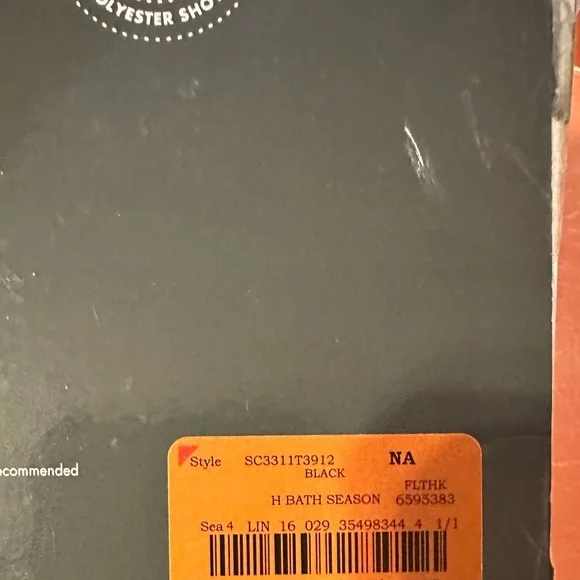 POLYESTER SHO
ecommended
Style SC3311T3912 NA
BLACK
FLTHK
H BATH SEASON 6595383
Sea 4 LIN 16 029 35498344 4 1/1